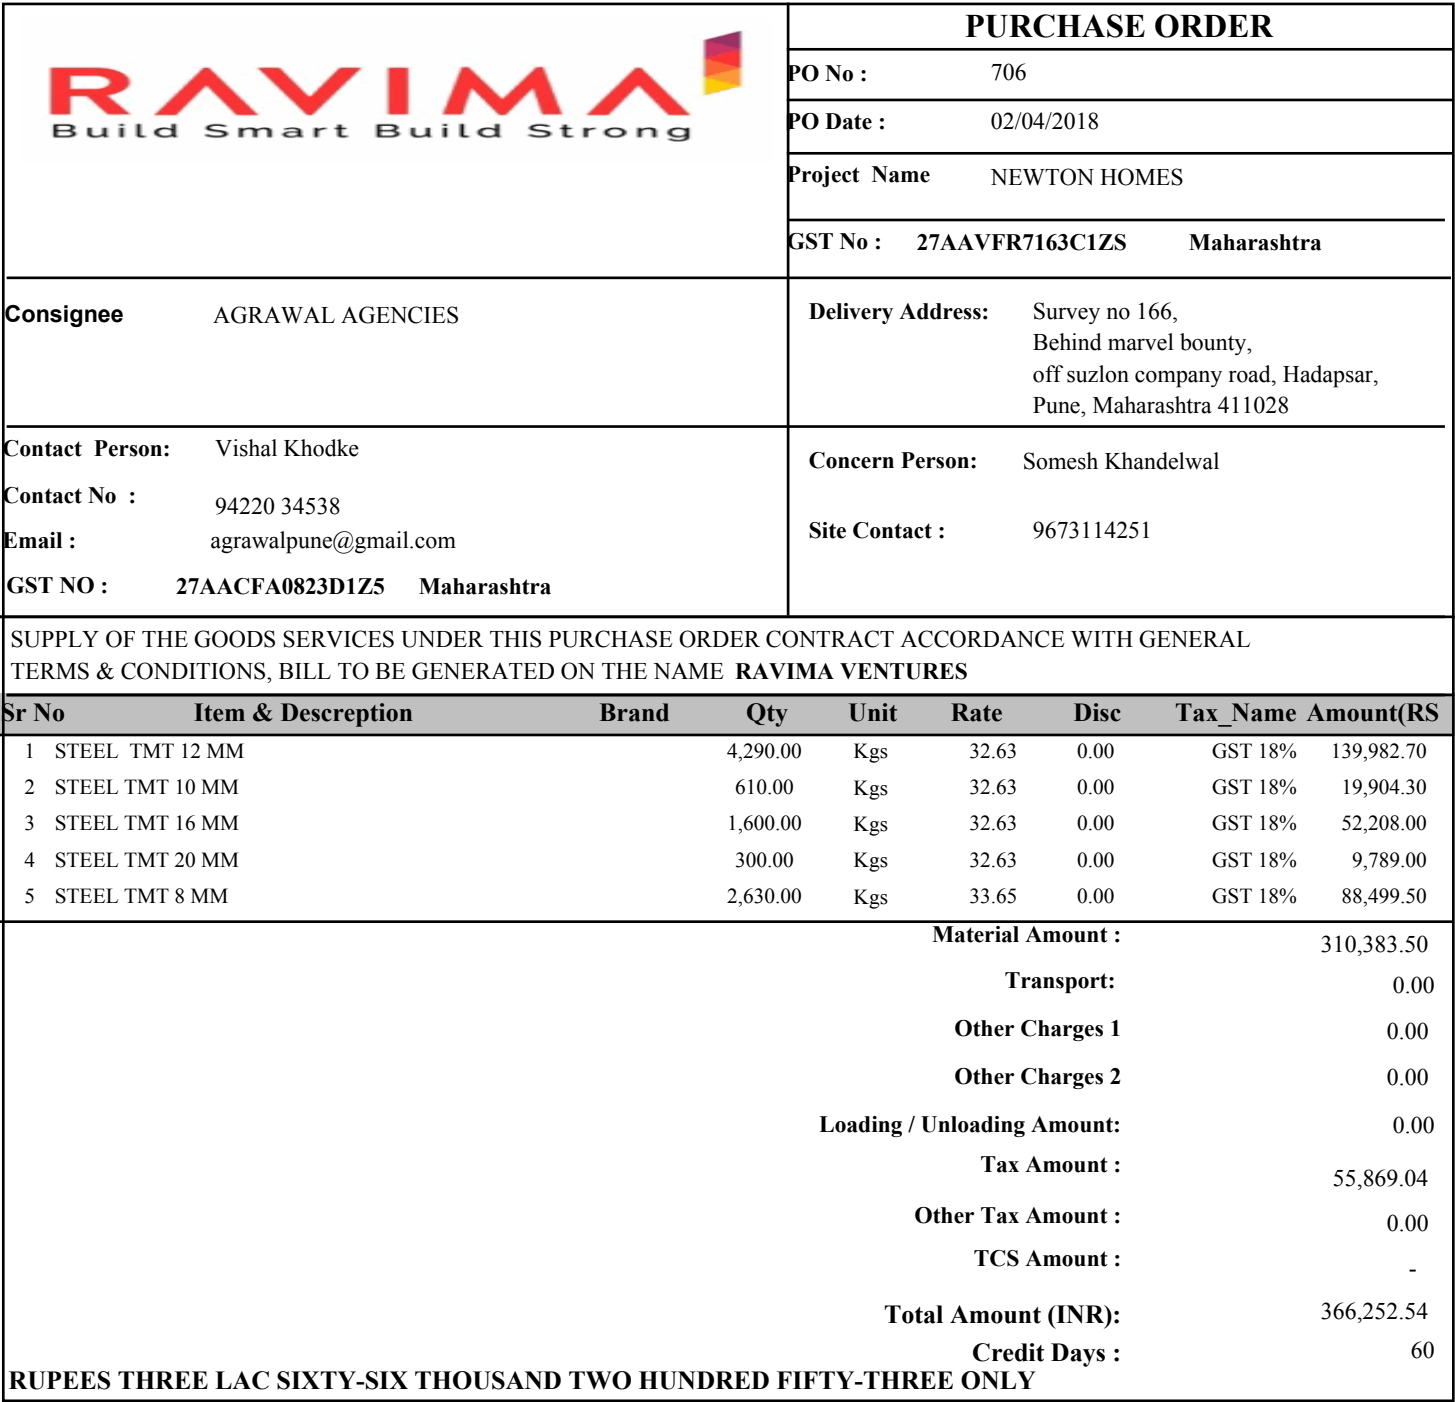 RAVIMA
Build Smart Build Strong
PURCHASE ORDER
PO No : 706
PO Date : 02/04/2018
Project Name NEWTON HOMES
GST No : 27AAVFR7163C1ZS Maharashtra
Consignee AGRAWAL AGENCIES
Delivery Address: Survey no 166,
Behind marvel bounty,
off suzlon company road, Hadapsar,
Pune, Maharashtra 411028
Contact Person: Vishal Khodke
Contact No : 94220 34538
Email : agrawalpune@gmail.com
GST NO : 27AACFA0823D1Z5 Maharashtra
Concern Person: Somesh Khandelwal
Site Contact : 9673114251
SUPPLY OF THE GOODS SERVICES UNDER THIS PURCHASE ORDER CONTRACT ACCORDANCE WITH GENERAL
TERMS & CONDITIONS, BILL TO BE GENERATED ON THE NAME RAVIMA VENTURES
Sr No Item & Descreption Brand Qty Unit Rate Disc Tax_Name Amount(RS
1 STEEL TMT 12 MM 4,290.00 Kgs 32.63 0.00 GST 18% 139,982.70
2 STEEL TMT 10 MM 610.00 Kgs 32.63 0.00 GST 18% 19,904.30
3 STEEL TMT 16 MM 1,600.00 Kgs 32.63 0.00 GST 18% 52,208.00
4 STEEL TMT 20 MM 300.00 Kgs 32.63 0.00 GST 18% 9,789.00
5 STEEL TMT 8 MM 2,630.00 Kgs 33.65 0.00 GST 18% 88,499.50
Material Amount : 310,383.50
Transport: 0.00
Other Charges 1 0.00
Other Charges 2 0.00
Loading / Unloading Amount: 0.00
Tax Amount : 55,869.04
Other Tax Amount : 0.00
TCS Amount : -
Total Amount (INR): 366,252.54
Credit Days : 60
RUPEES THREE LAC SIXTY-SIX THOUSAND TWO HUNDRED FIFTY-THREE ONLY